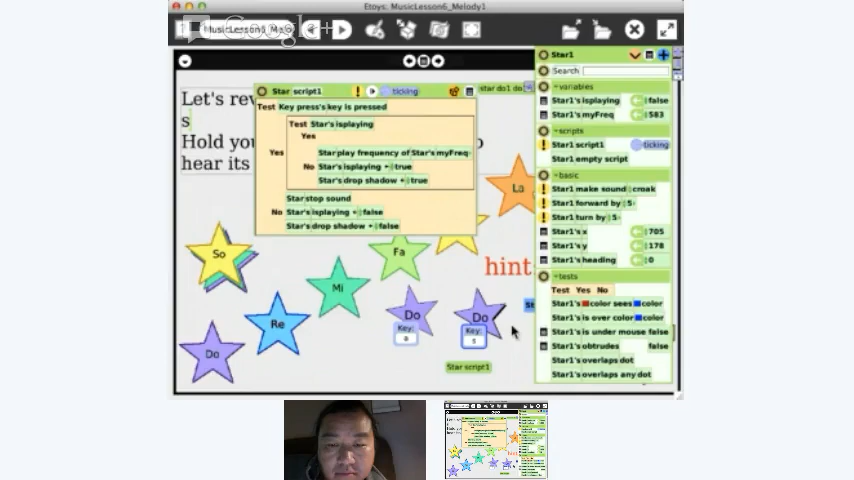 Etoys: MusicLesson6_Melody1
MusicLesson6_Melo
Google+
Let's rev
s
Hold you
hear its
o
Star script1
! ticking
Test Key press's key is pressed
Test Star's isplaying
Yes
Yes Star play frequency of Star's myFreq
No Star's isplaying ← true
Star's drop shadow ← true
Star stop sound
No Star's isplaying ← false
Star's drop shadow ← false
star do1 do
La
So
Fa
Mi
Re
Do
Do
Key:
a
Do
Key:
s
hint
St
Star script1
Star1
Search
variables
Star1's isplaying false
Star1's myFreq 583
scripts
! Star1 script1 ticking
Star1 empty script
basic
! Star1 make sound croak
! Star1 forward by 5
! Star1 turn by 5
Star1's x 705
Star1's y 178
Star1's heading 0
tests
Test Yes No
Star1's color sees color
Star1's is over color color
Star1's is under mouse false
Star1's obtrudes false
Star1's overlaps dot
Star1's overlaps any dot